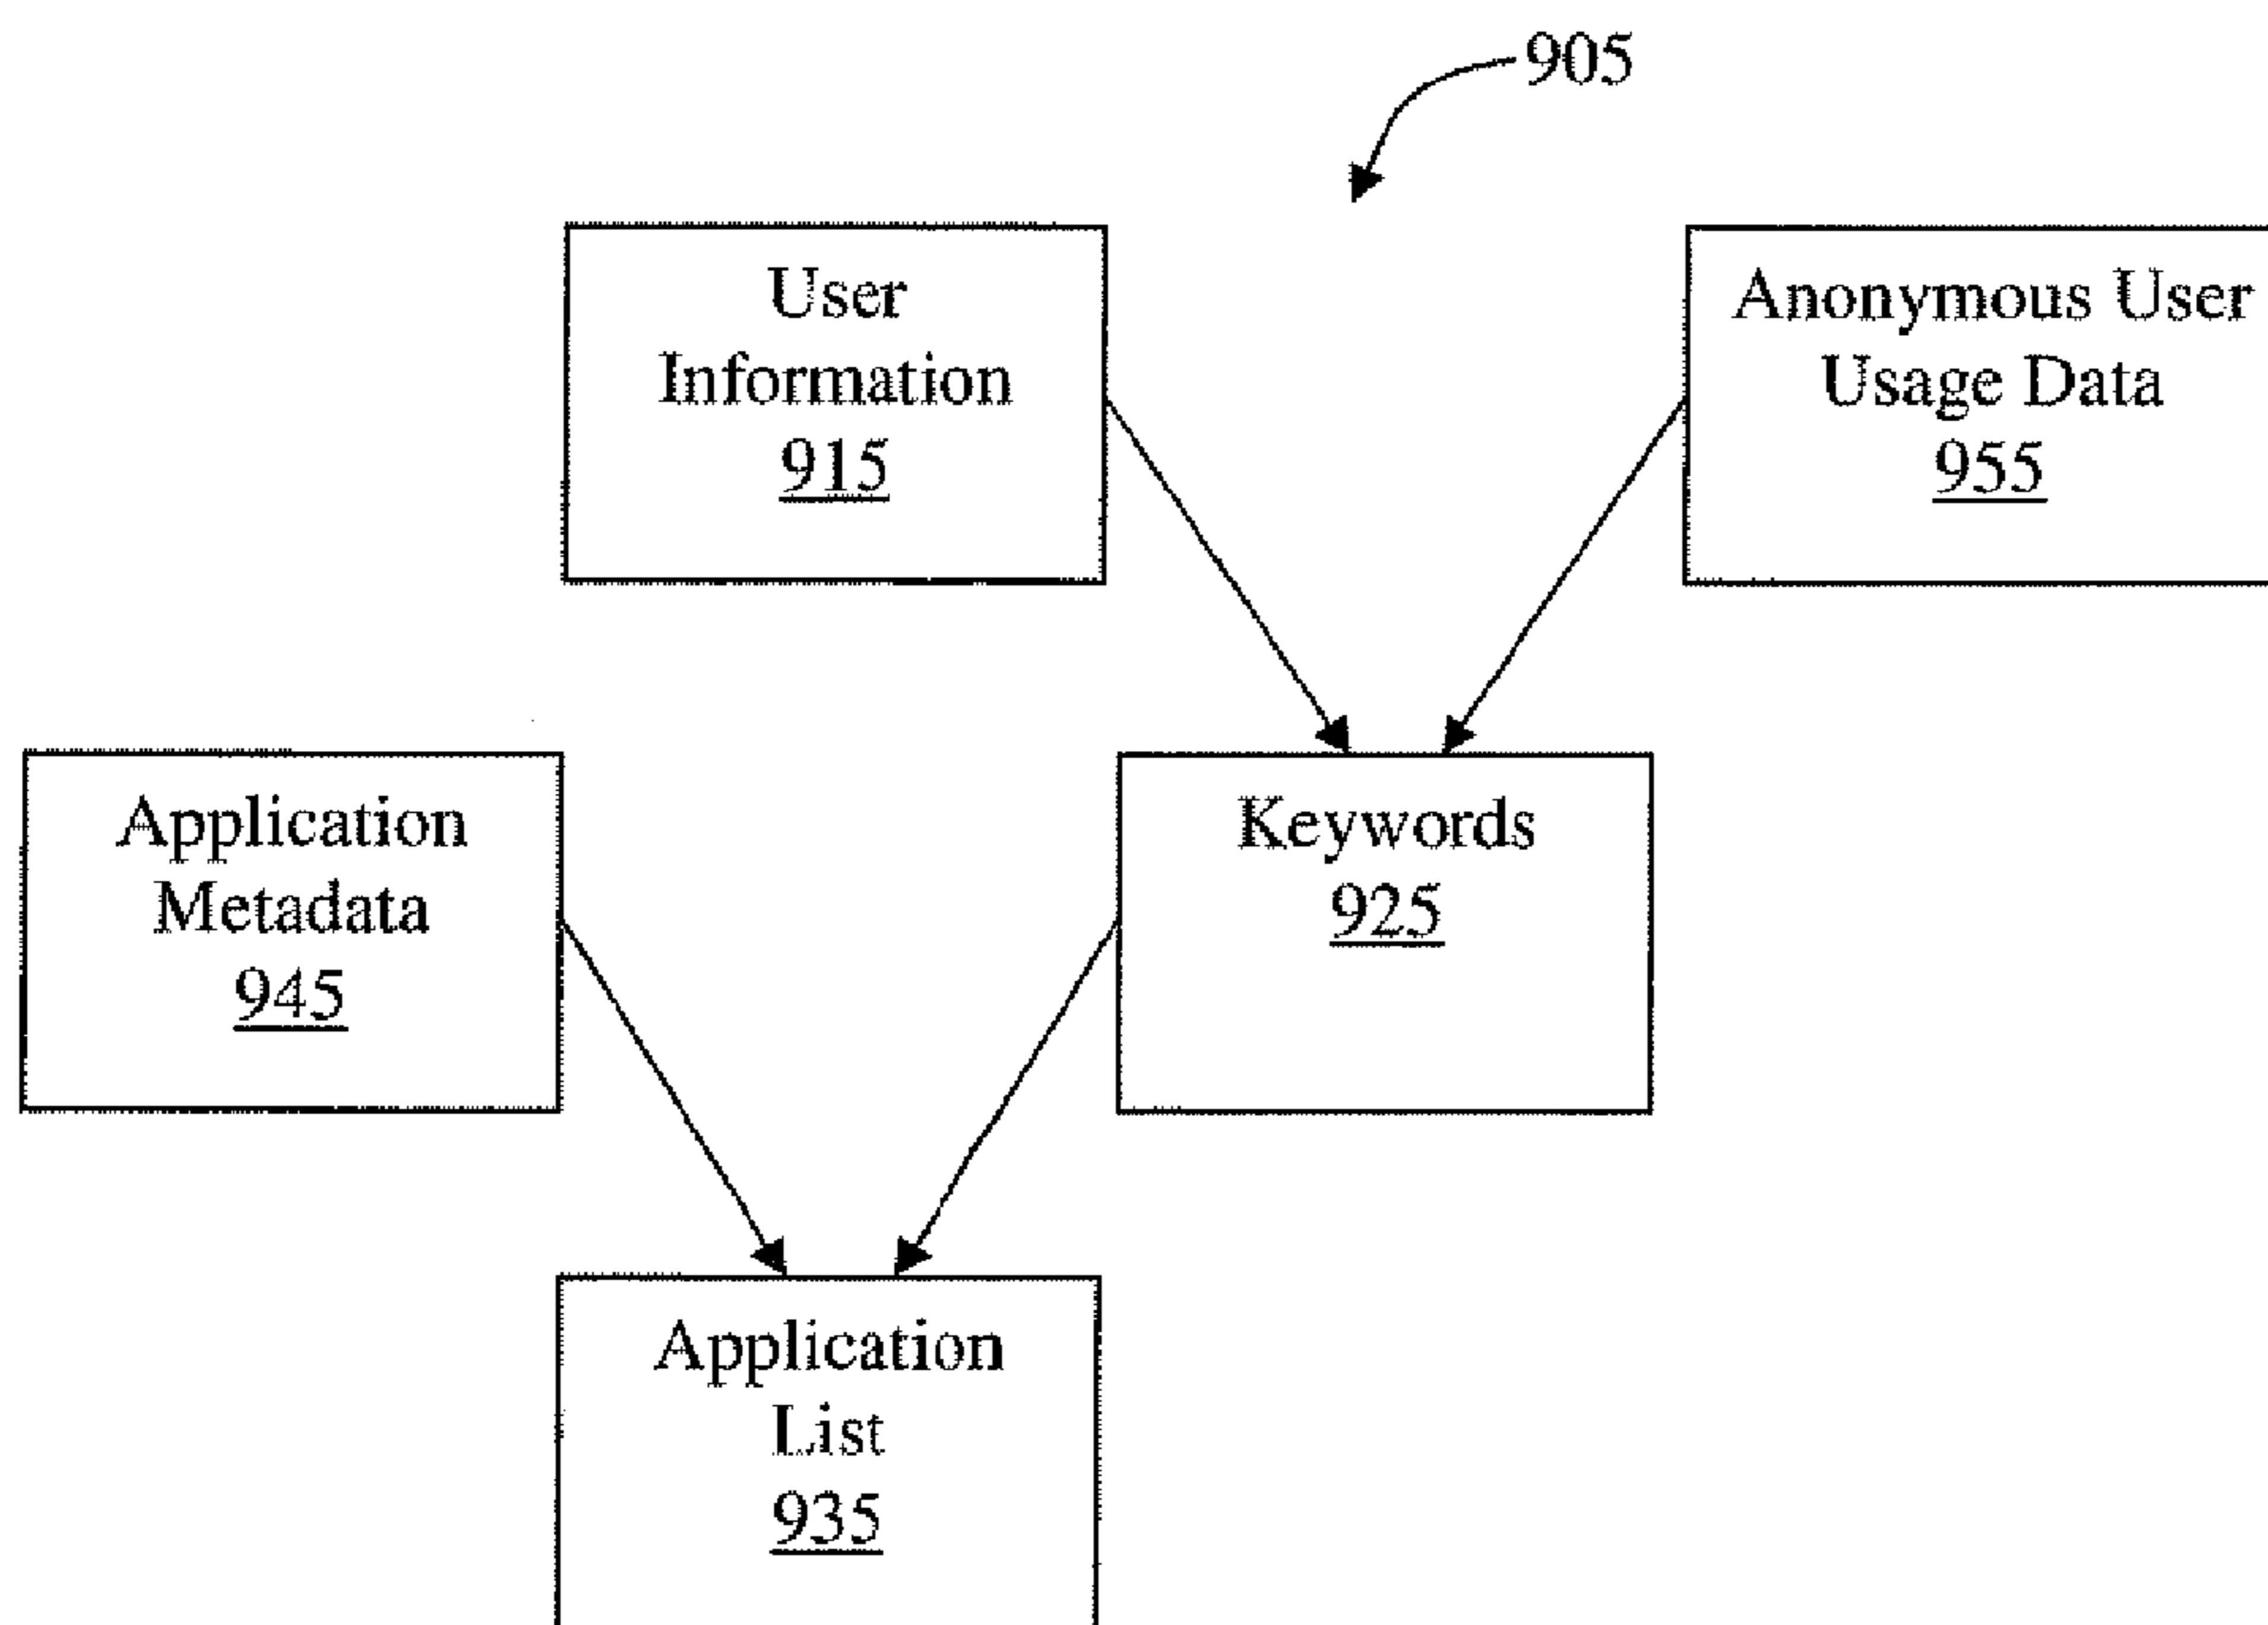 905
User
Information
915
Anonymous User
Usage Data
955
Application
Metadata
945
Keywords
925
Application
List
935